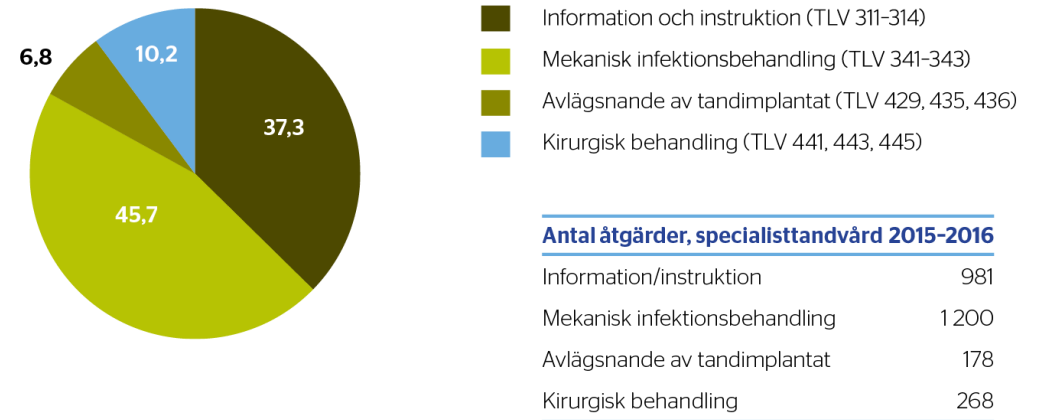 6,8
10,2
37,3
45,7
Information och instruktion (TLV 311–314)
Mekanisk infektionsbehandling (TLV 341–343)
Avlägsnande av tandimplantat (TLV 429, 435, 436)
Kirurgisk behandling (TLV 441, 443, 445)
Antal åtgärder, specialisttandvård 2015–2016
Information/instruktion 981
Mekanisk infektionsbehandling 1 200
Avlägsnande av tandimplantat 178
Kirurgisk behandling 268